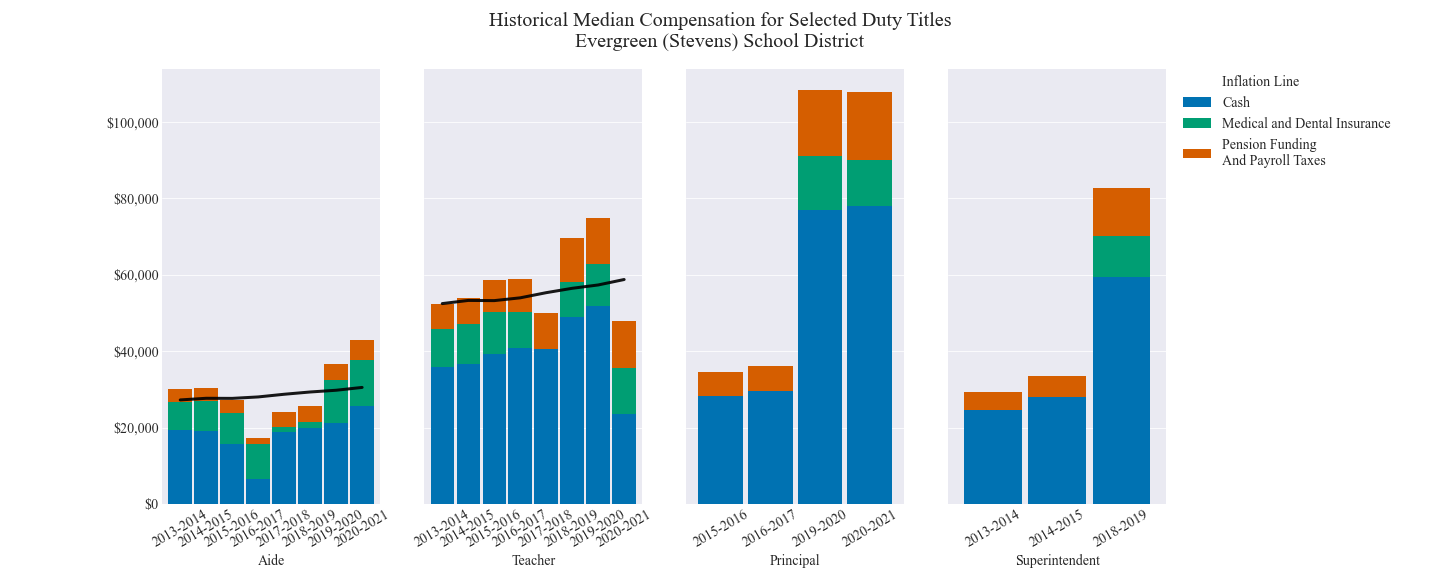 Historical Median Compensation for Selected Duty Titles
Evergreen (Stevens) School District
Inflation Line
Cash
Medical and Dental Insurance
Pension Funding
And Payroll Taxes
$100,000
$80,000
$60,000
$40,000
$20,000
$0
2013-2014
2014-2015
2015-2016
2016-2017
2017-2018
2018-2019
2019-2020
2020-2021
Aide
2013-2014
2014-2015
2015-2016
2016-2017
2017-2018
2018-2019
2019-2020
2020-2021
Teacher
2015-2016
2016-2017
2019-2020
2020-2021
Principal
2013-2014
2014-2015
2018-2019
Superintendent